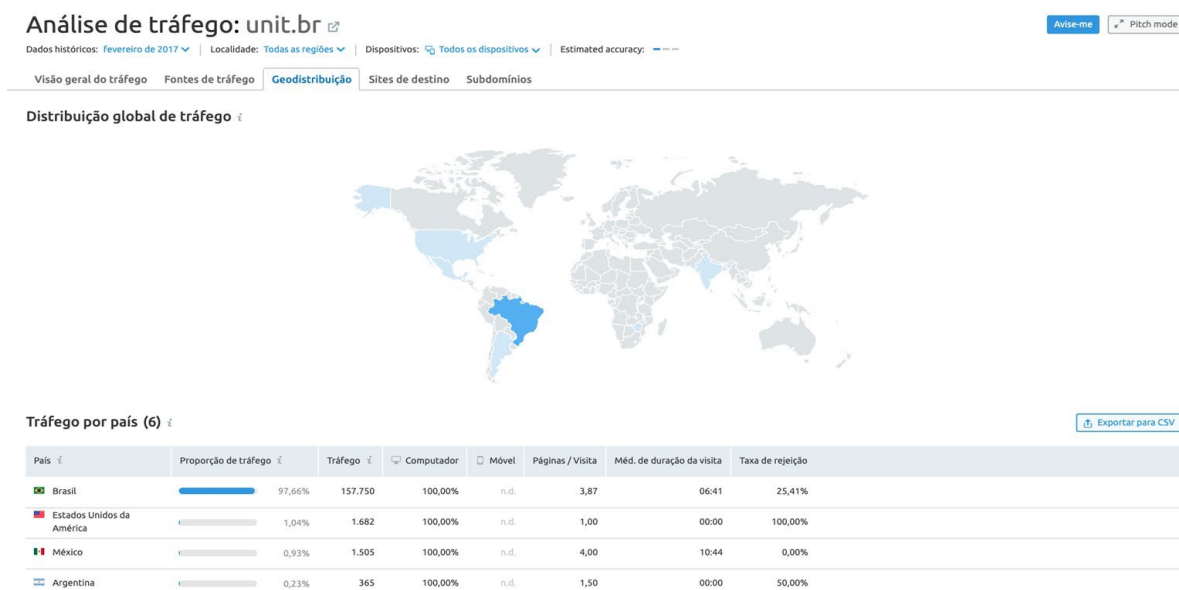 Análise de tráfego: unit.br
Avise-me
Pitch mode
Dados históricos: fevereiro de 2017 | Localidade: Todas as regiões | Dispositivos: Todos os dispositivos | Estimated accuracy:
Visão geral do tráfego Fontes de tráfego Geodistribuição Sites de destino Subdomínios
Distribuição global de tráfego i
Tráfego por país (6) i
Exportar para CSV
País i Proporção de tráfego i Tráfego i Computador Móvel Páginas / Visita Méd. de duração da visita Taxa de rejeição
Brasil 97,66% 157.750 100,00% n.d. 3,87 06:41 25,41%
Estados Unidos da
América 1,04% 1.682 100,00% n.d. 1,00 00:00 100,00%
México 0,93% 1.505 100,00% n.d. 4,00 10:44 0,00%
Argentina 0,23% 365 100,00% n.d. 1,50 00:00 50,00%